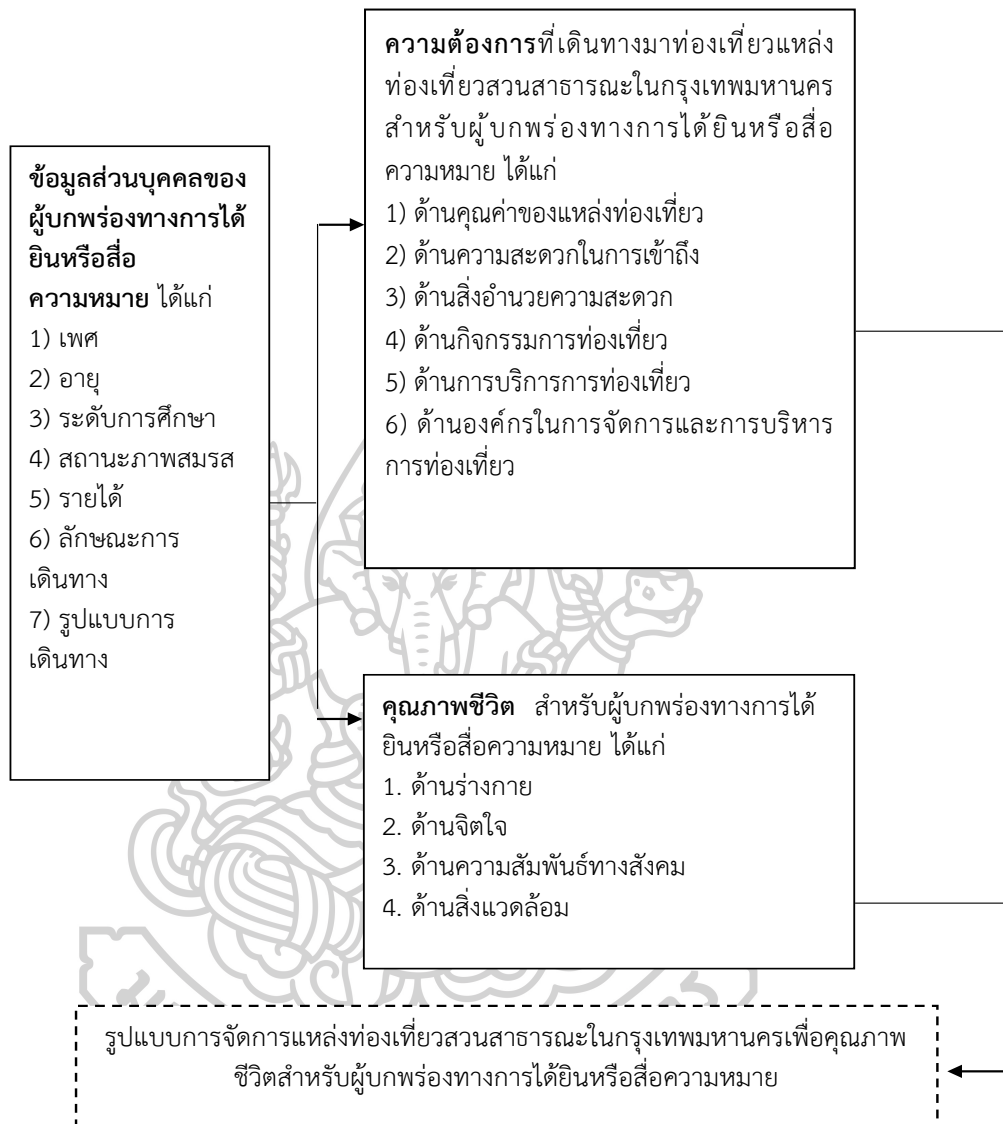 ข้อมูลส่วนบุคคลของ
ผู้บกพร่องทางการได้
ยินหรือสื่อ
ความหมาย ได้แก่
1) เพศ
2) อายุ
3) ระดับการศึกษา
4) สถานะภาพสมรส
5) รายได้
6) ลักษณะการ
เดินทาง
7) รูปแบบการ
เดินทาง
ความต้องการที่เดินทางมาท่องเที่ยวแหล่ง
ท่องเที่ยวสวนสาธารณะในกรุงเทพมหานคร
สำหรับผู้บกพร่องทางการได้ยินหรือสื่อ
ความหมาย ได้แก่
1) ด้านคุณค่าของแหล่งท่องเที่ยว
2) ด้านความสะดวกในการเข้าถึง
3) ด้านสิ่งอำนวยความสะดวก
4) ด้านกิจกรรมการท่องเที่ยว
5) ด้านการบริการการท่องเที่ยว
6) ด้านองค์กรในการจัดการและการบริหาร
การท่องเที่ยว
คุณภาพชีวิต สำหรับผู้บกพร่องทางการได้
ยินหรือสื่อความหมาย ได้แก่
1. ด้านร่างกาย
2. ด้านจิตใจ
3. ด้านความสัมพันธ์ทางสังคม
4. ด้านสิ่งแวดล้อม
รูปแบบการจัดการแหล่งท่องเที่ยวสวนสาธารณะในกรุงเทพมหานครเพื่อคุณภาพ
ชีวิตสำหรับผู้บกพร่องทางการได้ยินหรือสื่อความหมาย